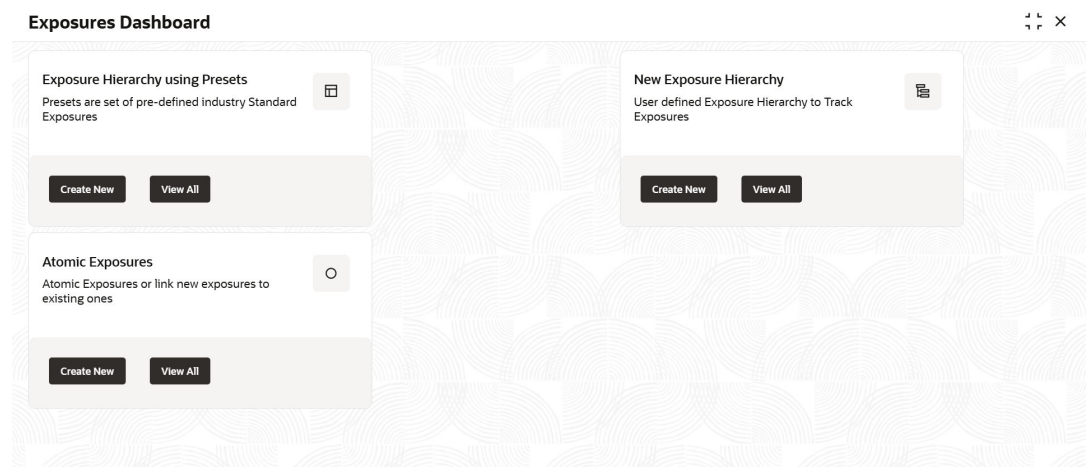 Exposures Dashboard
Exposure Hierarchy using Presets
Presets are set of pre-defined industry Standard
Exposures
Create New
View All
New Exposure Hierarchy
User defined Exposure Hierarchy to Track
Exposures
Create New
View All
Atomic Exposures
Atomic Exposures or link new exposures to
existing ones
Create New
View All